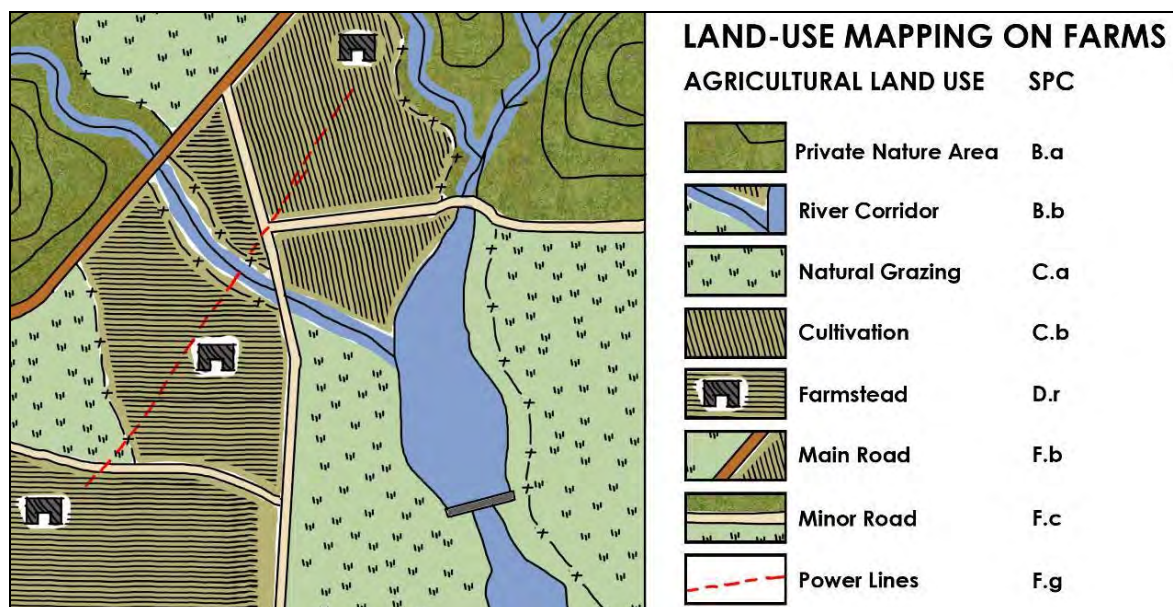 LAND-USE MAPPING ON FARMS
AGRICULTURAL LAND USE SPC
Private Nature Area B.a
River Corridor B.b
Natural Grazing C.a
Cultivation C.b
Farmstead D.r
Main Road F.b
Minor Road F.c
Power Lines F.g